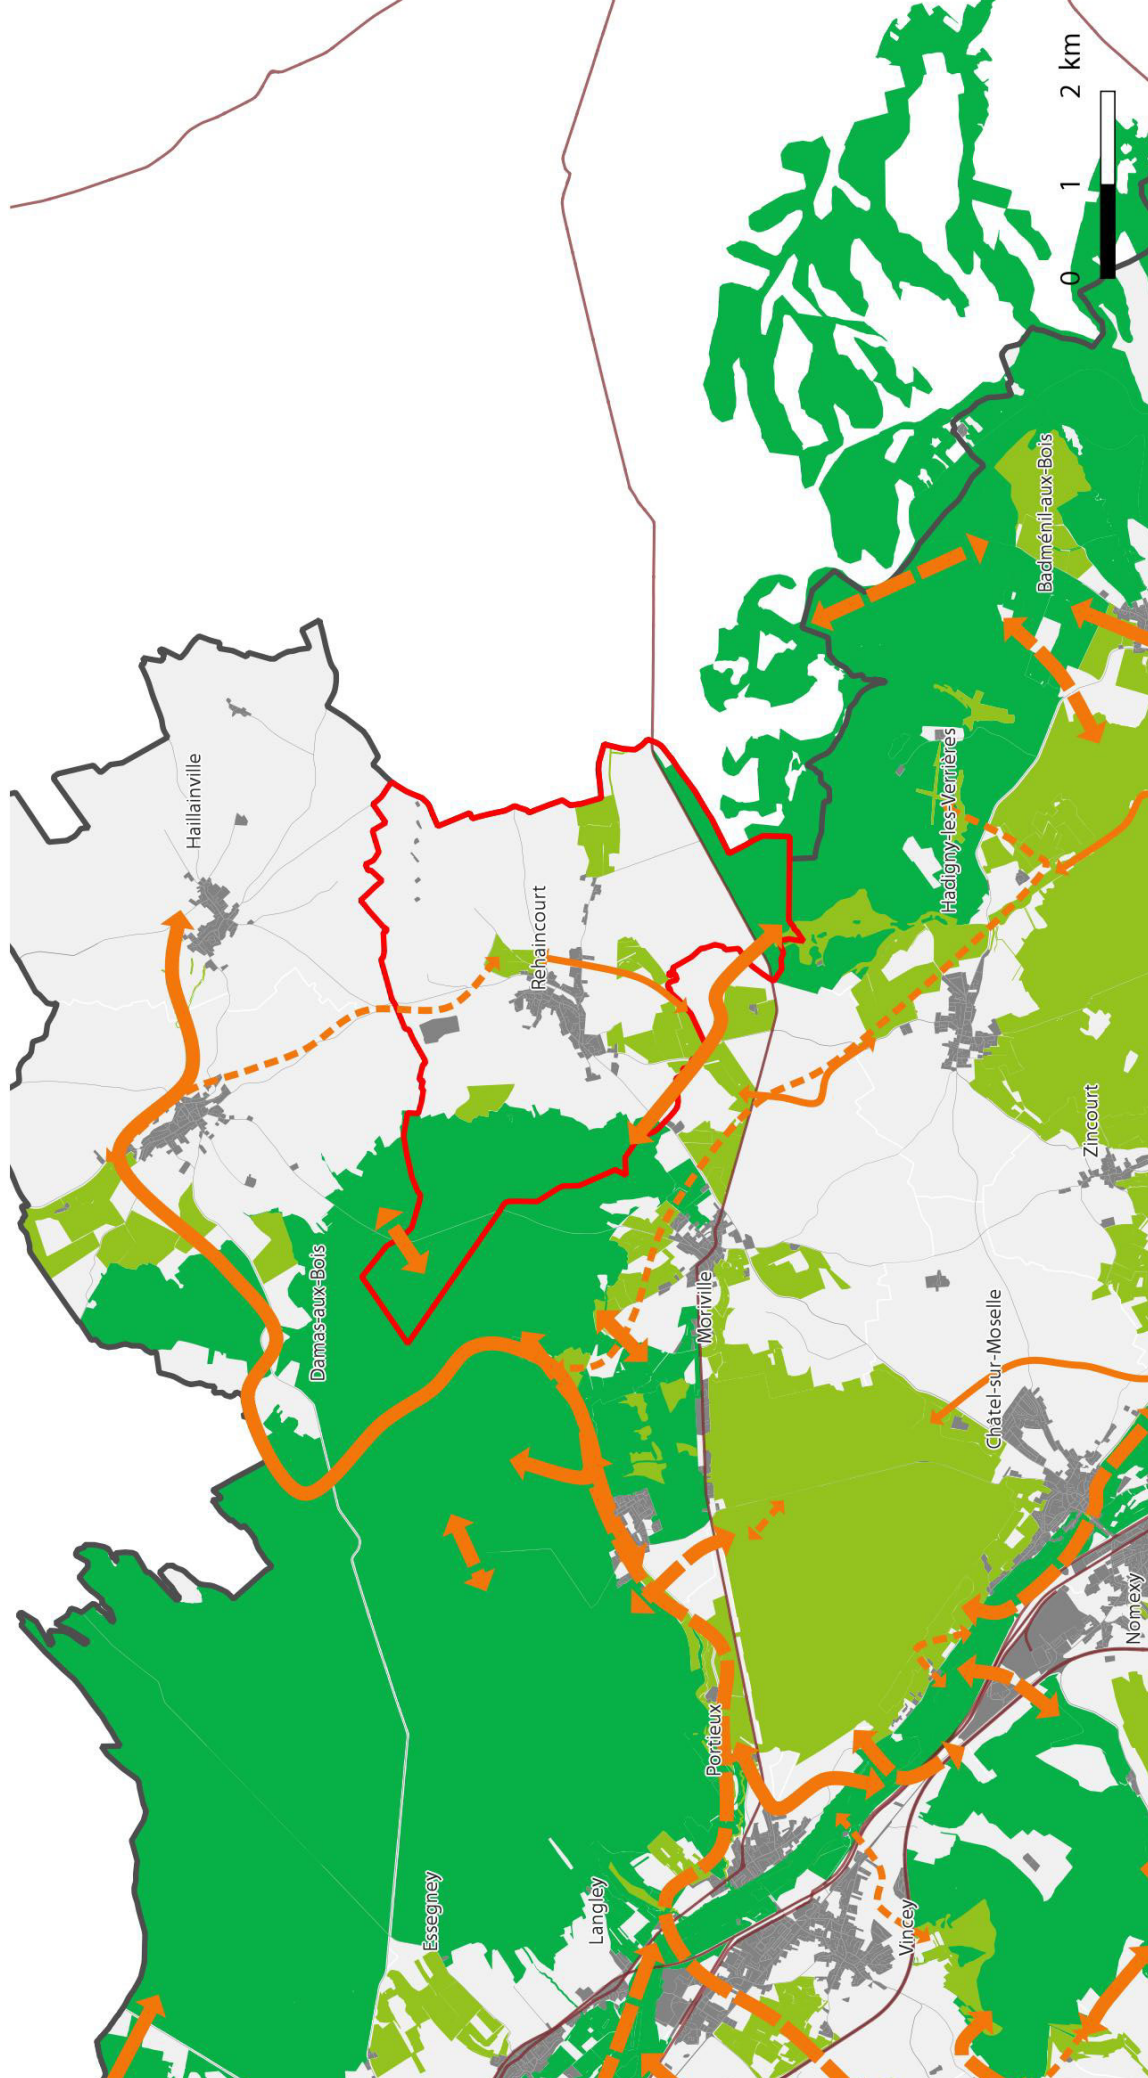 Haillainville
Damas-aux-Bois
Rehaincourt
Essegney
Langley
Moriville
Portieux
Hadigny-les-Verrières
Badménil-aux-Bois
Zincourt
Châtel-sur-Moselle
Vincey
Nomexy
0 1 2 km